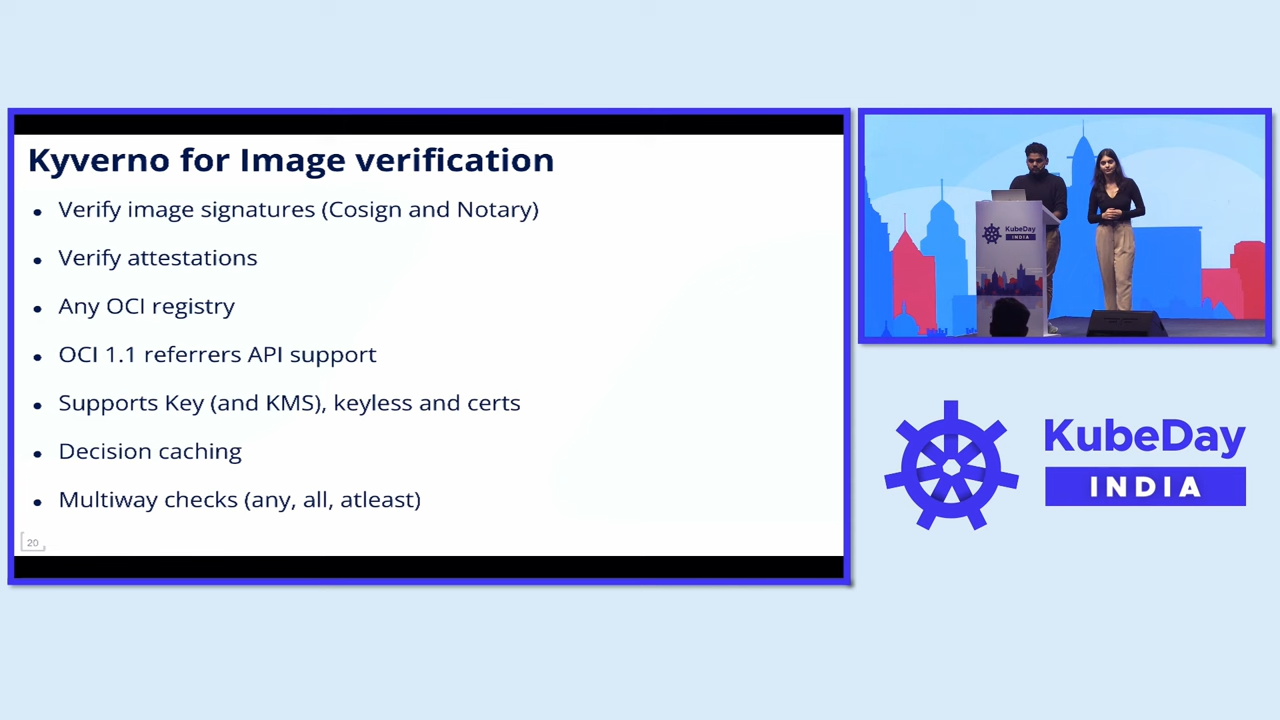 Kyverno for Image verification
• Verify image signatures (Cosign and Notary)
• Verify attestations
• Any OCI registry
• OCI 1.1 referrers API support
• Supports Key (and KMS), keyless and certs
• Decision caching
• Multiway checks (any, all, atleast)
20
KubeDay
INDIA
KubeDay
INDIA